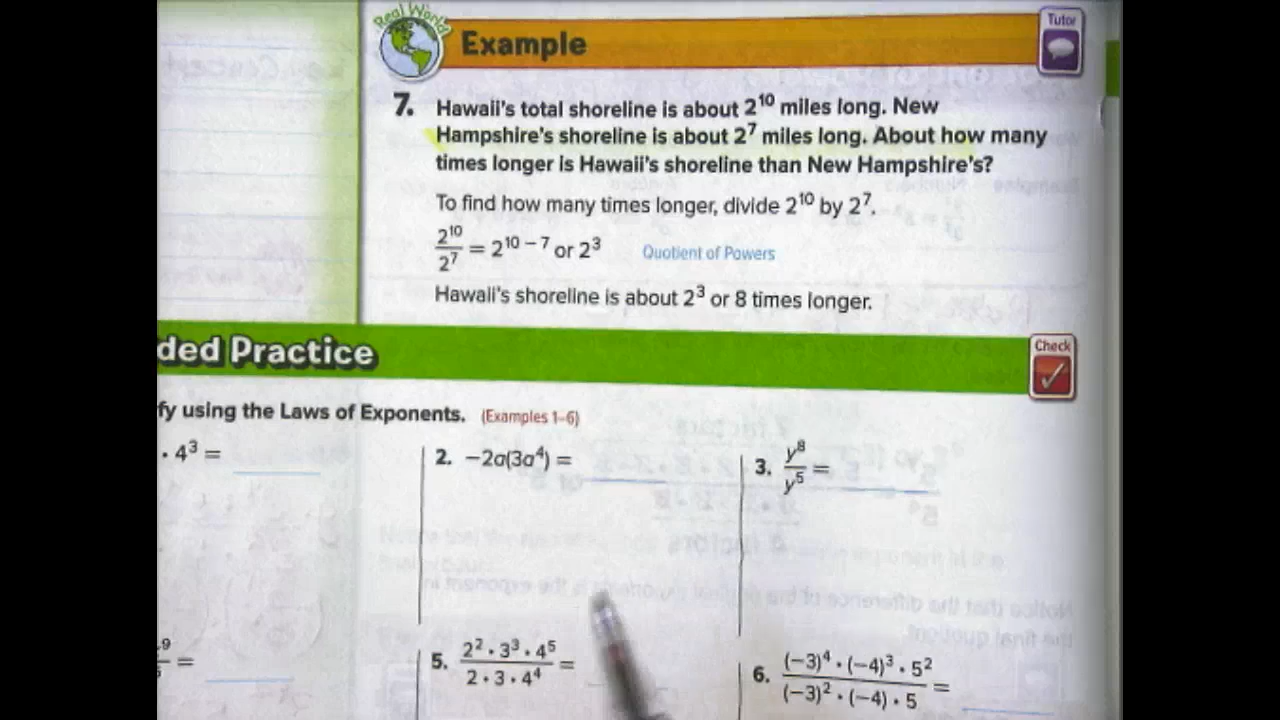 Real World
Example
Tutor
7. Hawaii's total shoreline is about 2¹⁰ miles long. New
Hampshire's shoreline is about 2⁷ miles long. About how many
times longer is Hawaii's shoreline than New Hampshire's?
To find how many times longer, divide 2¹⁰ by 2⁷.
2¹⁰/2⁷ = 2¹⁰ ⁻ ⁷ or 2³ Quotient of Powers
Hawaii's shoreline is about 2³ or 8 times longer.
ded Practice
Check
fy using the Laws of Exponents. (Examples 1–6)
· 4³ =
2. −2a(3a⁴) =
3. y⁸/y⁵ =
=
5. (2² · 3³ · 4⁵)/(2 · 3 · 4⁴) =
6. ((−3)⁴ · (−4)³ · 5²)/((−3)² · (−4) · 5) =